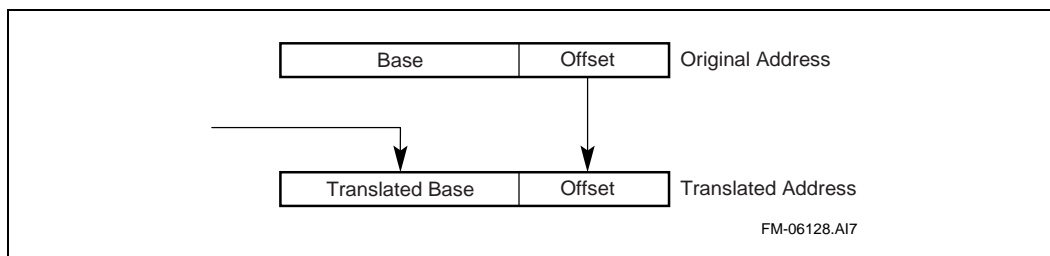 Base Offset Original Address
Translated Base Offset Translated Address
FM-06128.AI7